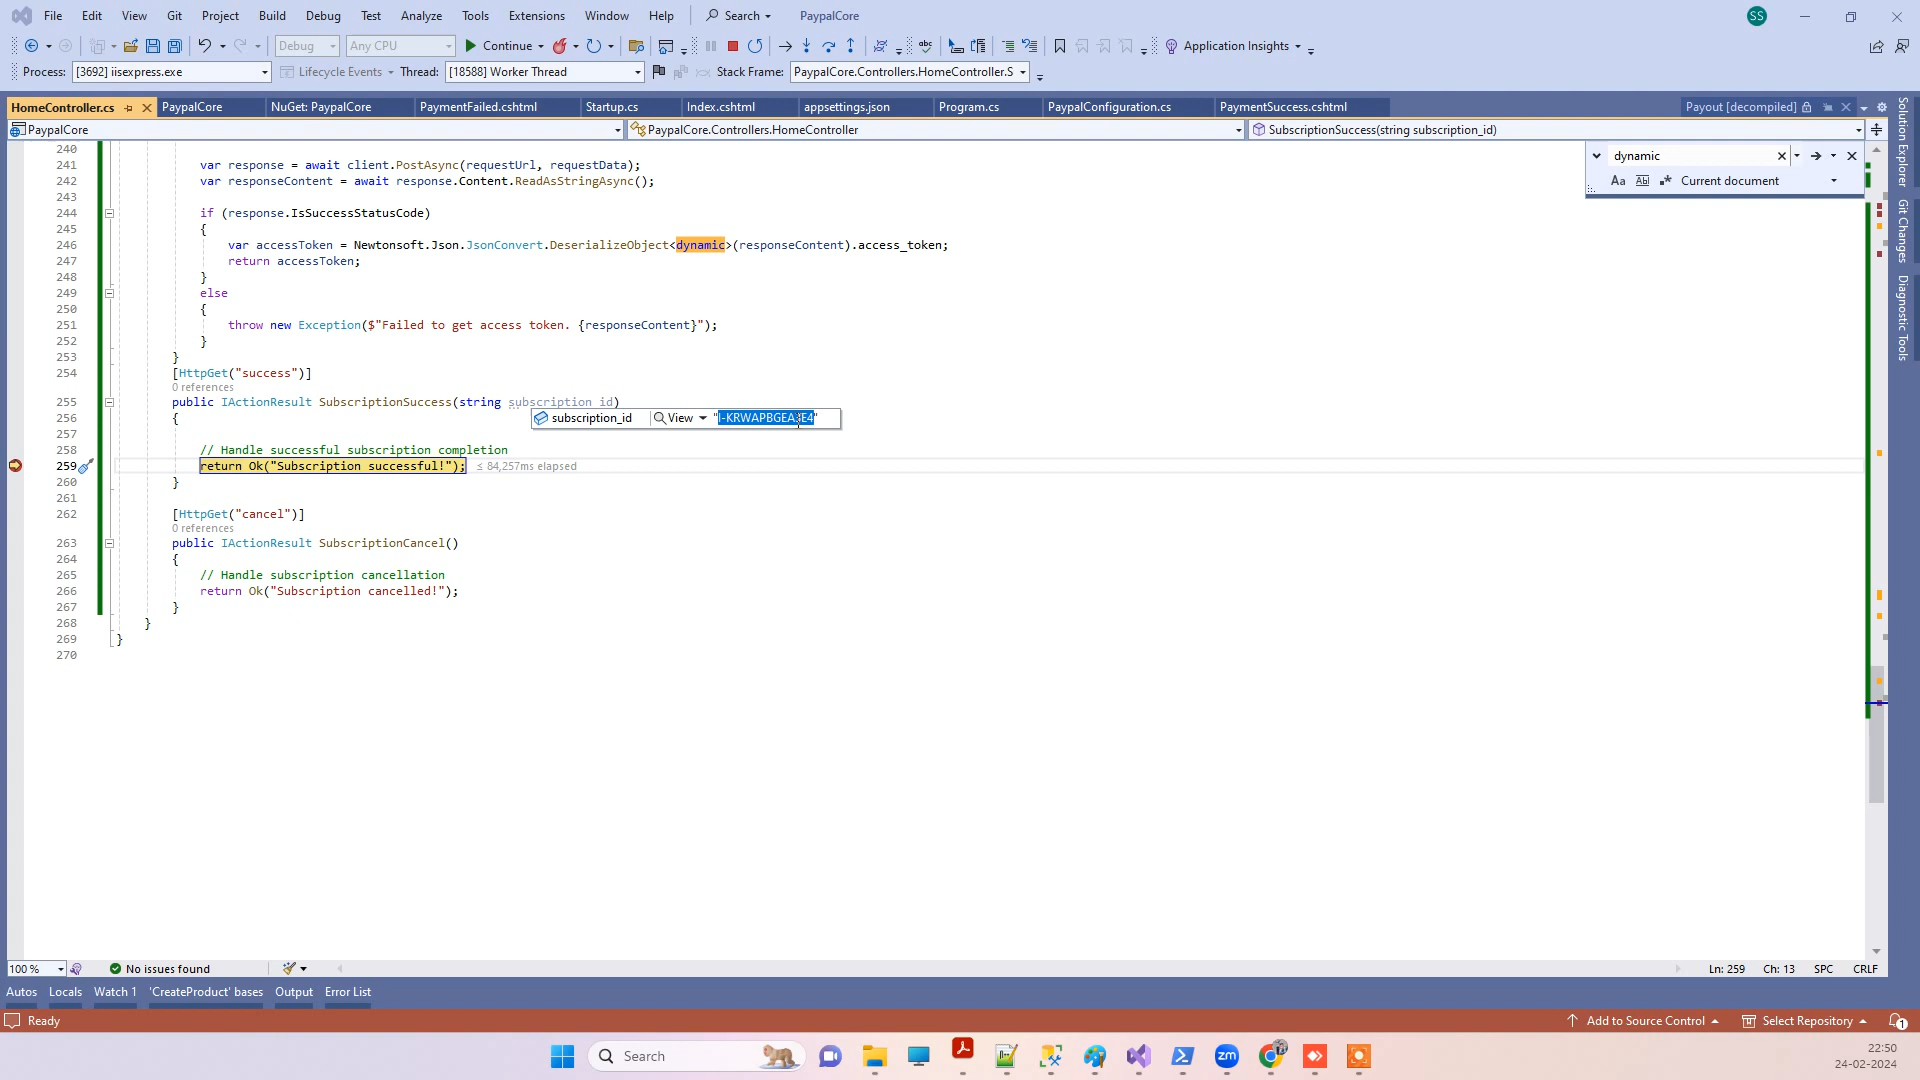 File Edit View Git Project Build Debug Test Analyze Tools Extensions Window Help Search PaypalCore SS
Debug Any CPU Continue Application Insights
Process: [3692] iisexpress.exe Lifecycle Events Thread: [18588] Worker Thread Stack Frame: PaypalCore.Controllers.HomeController.S
HomeController.cs PaypalCore NuGet: PaypalCore PaymentFailed.cshtml Startup.cs Index.cshtml appsettings.json Program.cs PaypalConfiguration.cs PaymentSuccess.cshtml Payout [decompiled]
PaypalCore PaypalCore.Controllers.HomeController SubscriptionSuccess(string subscription_id)
dynamic
Aa Ab Current document
Solution Explorer
Git Changes
Diagnostic Tools
240
241 var response = await client.PostAsync(requestUrl, requestData);
242 var responseContent = await response.Content.ReadAsStringAsync();
243
244 if (response.IsSuccessStatusCode)
245 {
246 var accessToken = Newtonsoft.Json.JsonConvert.DeserializeObject<dynamic>(responseContent).access_token;
247 return accessToken;
248 }
249 else
250 {
251 throw new Exception($"Failed to get access token. {responseContent}");
252 }
253 }
254 [HttpGet("success")]
0 references
255 public IActionResult SubscriptionSuccess(string subscription_id)
256 {
subscription_id View "I-KRWAPBGEA3E4"
257
258 // Handle successful subscription completion
259 return Ok("Subscription successful!"); ≤ 84,257ms elapsed
260 }
261
262 [HttpGet("cancel")]
0 references
263 public IActionResult SubscriptionCancel()
264 {
265 // Handle subscription cancellation
266 return Ok("Subscription cancelled!");
267 }
268 }
269 }
270
100 % No issues found Ln: 259 Ch: 13 SPC CRLF
Autos Locals Watch 1 'CreateProduct' bases Output Error List
Ready Add to Source Control Select Repository 1
Search zm 22:50
24-02-2024